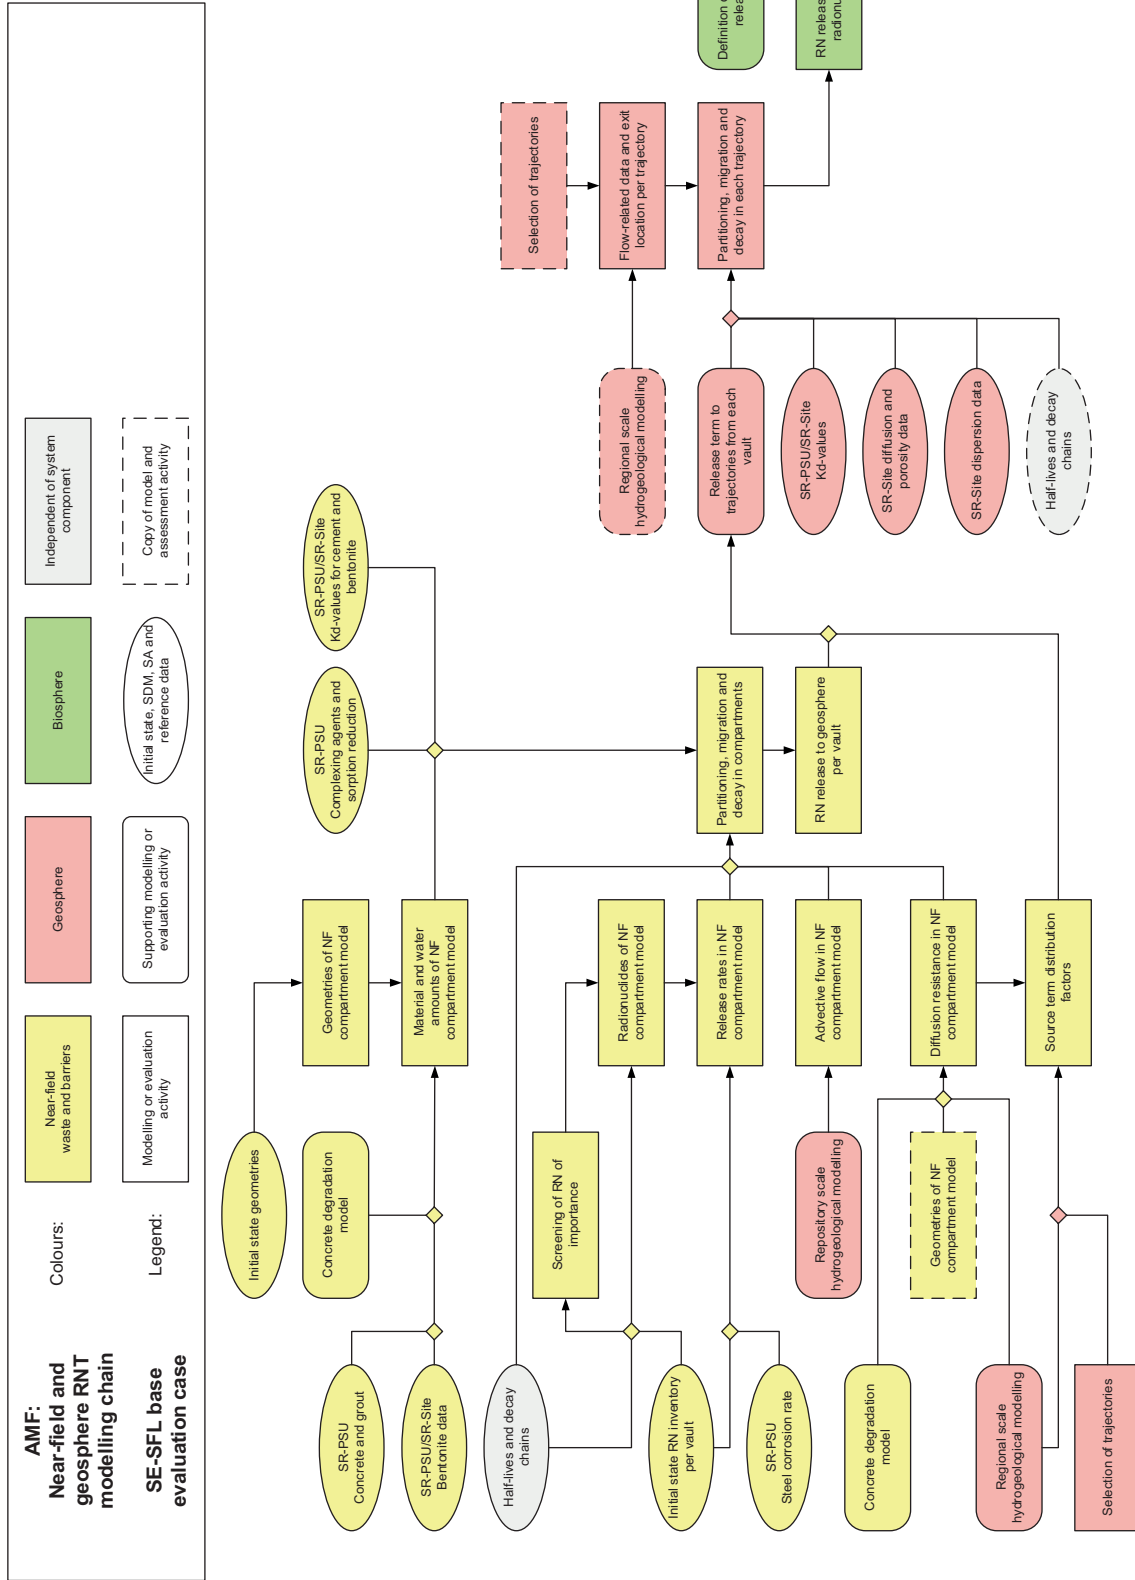 AMF:
Near-field and
geosphere RNT
modelling chain
SE-SFL base
evaluation case
Colours:
Near-field
waste and barriers
Geosphere
Biosphere
Independent of system
component
Legend:
Modelling or evaluation
activity
Supporting modelling or
evaluation activity
Initial state, SDM, SA and
reference data
Copy of model and
assessment activity
SR-PSU
Concrete and grout
SR-PSU/SR-Site
Bentonite data
Half-lives and decay
chains
Initial state RN inventory
per vault
SR-PSU
Steel corrosion rate
Concrete degradation
model
Regional scale
hydrogeological modelling
Selection of trajectories
Initial state geometries
Concrete degradation
model
Screening of RN of
importance
Repository scale
hydrogeological modelling
Geometries of NF
compartment model
Geometries of NF
compartment model
Material and water
amounts of NF
compartment model
Radionuclides of NF
compartment model
Release rates in NF
compartment model
Advective flow in NF
compartment model
Diffusion resistance in NF
compartment model
Source term distribution
factors
SR-PSU
Complexing agents and
sorption reduction
SR-PSU/SR-Site
Kd-values for cement and
bentonite
Partitioning, migration and
decay in compartments
RN release to geosphere
per vault
Regional scale
hydrogeological modelling
Release term to
trajectories from each
vault
SR-PSU/SR-Site
Kd-values
SR-Site diffusion and
porosity data
SR-Site dispersion data
Half-lives and decay
chains
Selection of trajectories
Flow-related data and exit
location per trajectory
Partitioning, migration and
decay in each trajectory
Definition
relea
RN releas
radionu